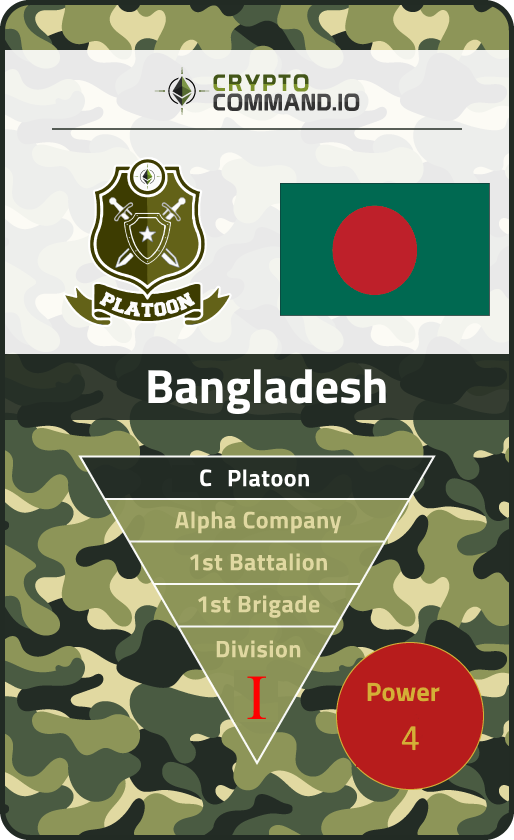 CRYPTO
COMMAND.IO
PLATOON
Bangladesh
C Platoon
Alpha Company
1st Battalion
1st Brigade
Division
I
Power
4